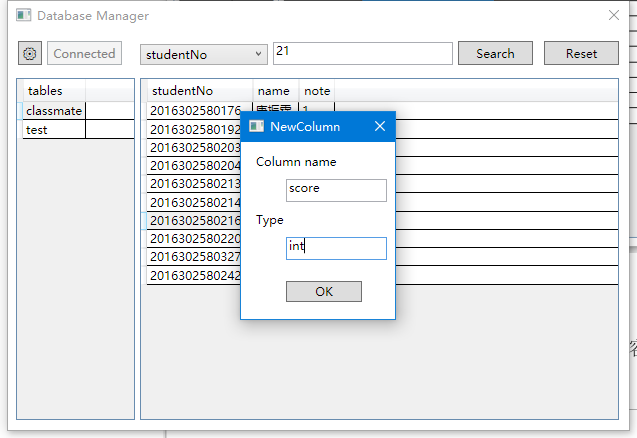 Database Manager
Connected
studentNo
21
Search
Reset
tables
classmate
test
studentNo name note
2016302580176 1
2016302580192
2016302580203
2016302580204
2016302580213
2016302580214
2016302580216
2016302580220
2016302580327
2016302580242
NewColumn
Column name
score
Type
int
OK